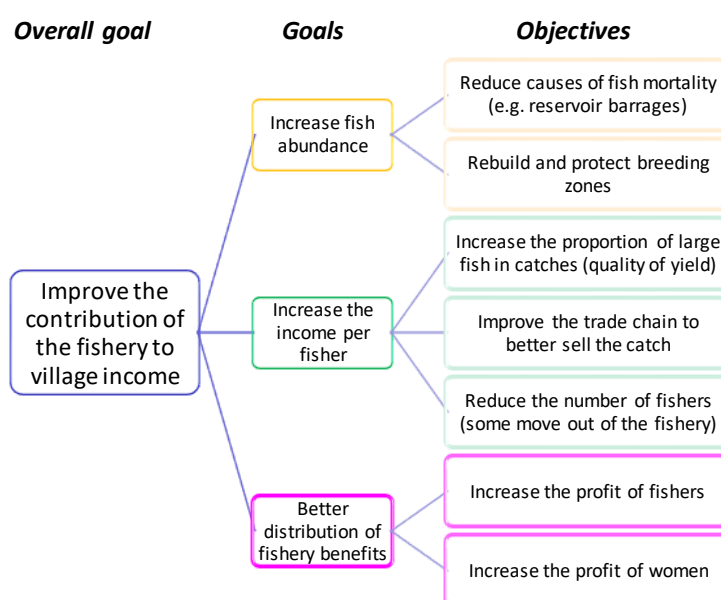 Overall goal
Goals
Objectives
Improve the
contribution of
the fishery to
village income
Increase fish
abundance
Reduce causes of fish mortality
(e.g. reservoir barrages)
Rebuild and protect breeding
zones
Increase the
income per
fisher
Increase the proportion of large
fish in catches (quality of yield)
Improve the trade chain to
better sell the catch
Reduce the number of fishers
(some move out of the fishery)
Better
distribution of
fishery benefits
Increase the profit of fishers
Increase the profit of women